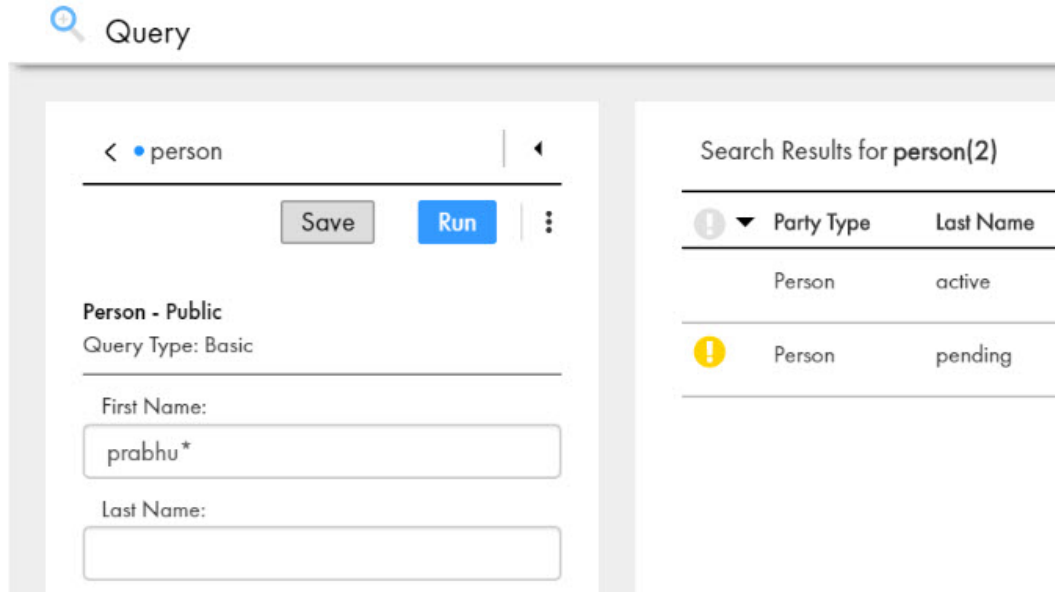 Query
person
Save Run
Person - Public
Query Type: Basic
First Name:
prabhu*
Last Name:
Search Results for person(2)
Party Type Last Name
Person active
Person pending